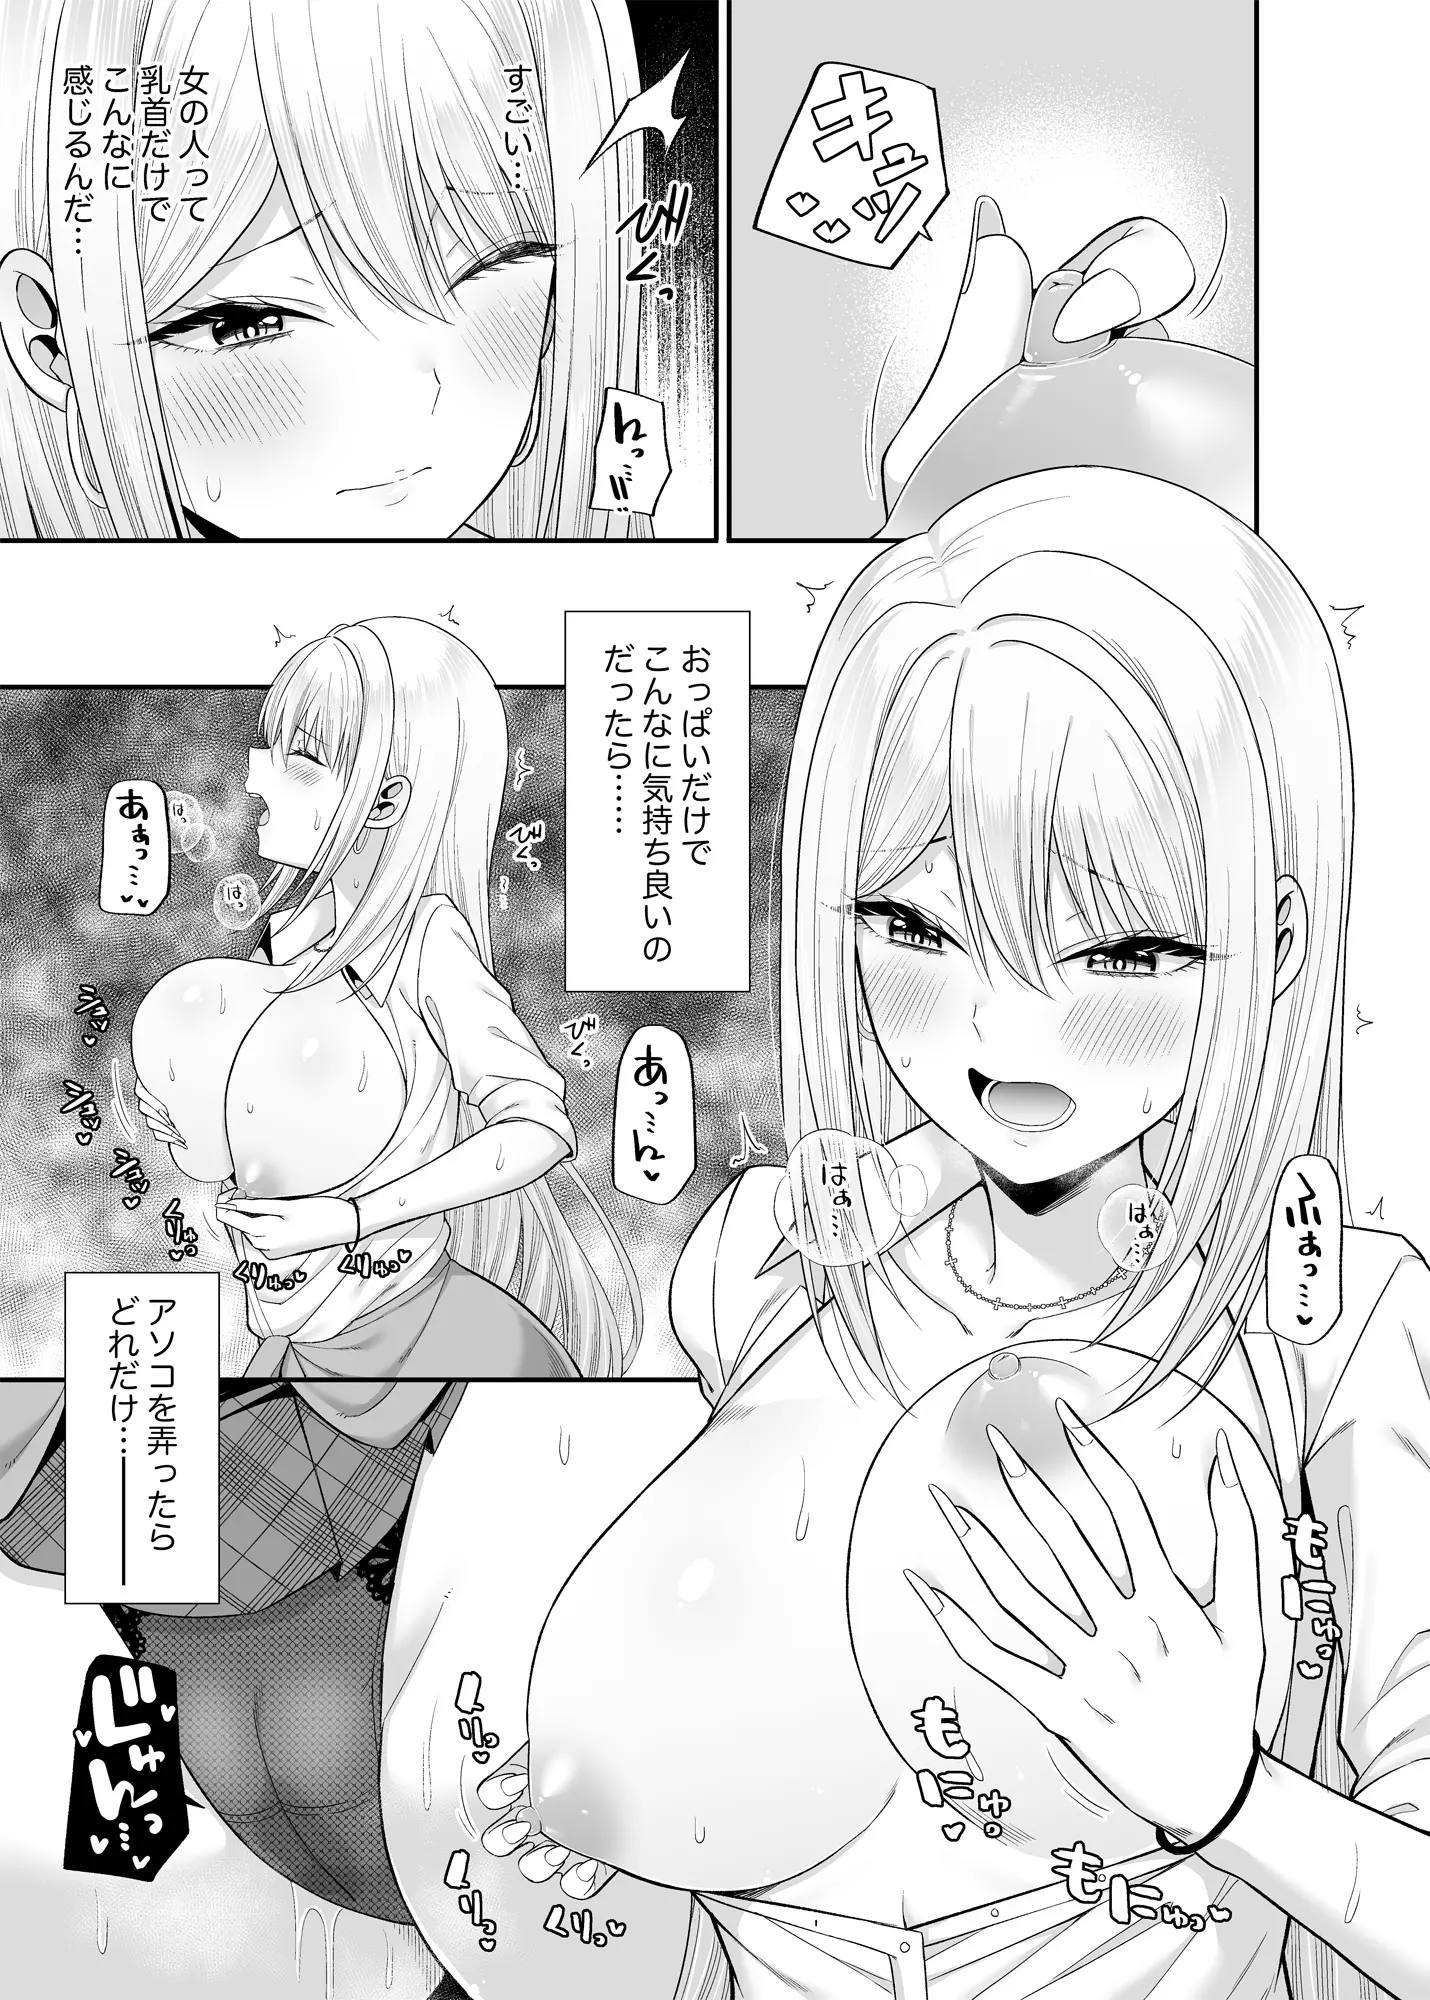 キュッ
すごい…
女の人って
乳首だけで
こんなに
感じるんだ…
びくっ
んっ…!!
おっぱいだけで
こんなに気持ち良いの
だったら……
あぁっ…
はっ
はっ
びくっ
びくっ
シュッ
シュッ
シュッ
くりゅっ
くりゅっ
くりゅっ
あっ…ん
はぁ…
はぁ…
ふぁっ…
もにゅっ
もにゅっ
もにゅっ
くりっ
くりっ
くりっ
アソコを弄ったら
どれだけ…――
じゅんっ…